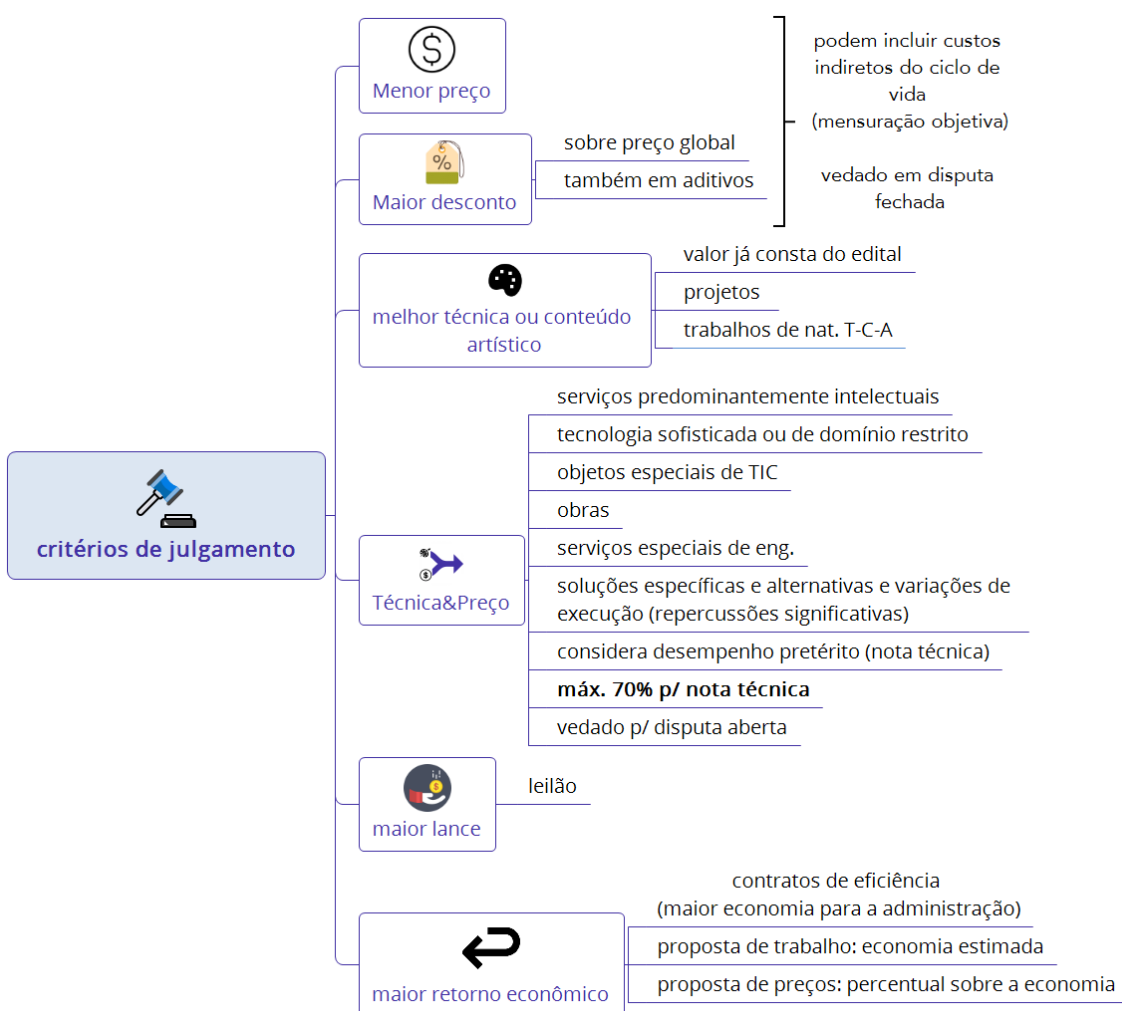 critérios de julgamento
Menor preço
Maior desconto
sobre preço global
também em aditivos
podem incluir custos
indiretos do ciclo de
vida
(mensuração objetiva)
vedado em disputa
fechada
melhor técnica ou conteúdo
artístico
valor já consta do edital
projetos
trabalhos de nat. T-C-A
Técnica&Preço
serviços predominantemente intelectuais
tecnologia sofisticada ou de domínio restrito
objetos especiais de TIC
obras
serviços especiais de eng.
soluções específicas e alternativas e variações de
execução (repercussões significativas)
considera desempenho pretérito (nota técnica)
máx. 70% p/ nota técnica
vedado p/ disputa aberta
maior lance
leilão
maior retorno econômico
contratos de eficiência
(maior economia para a administração)
proposta de trabalho: economia estimada
proposta de preços: percentual sobre a economia